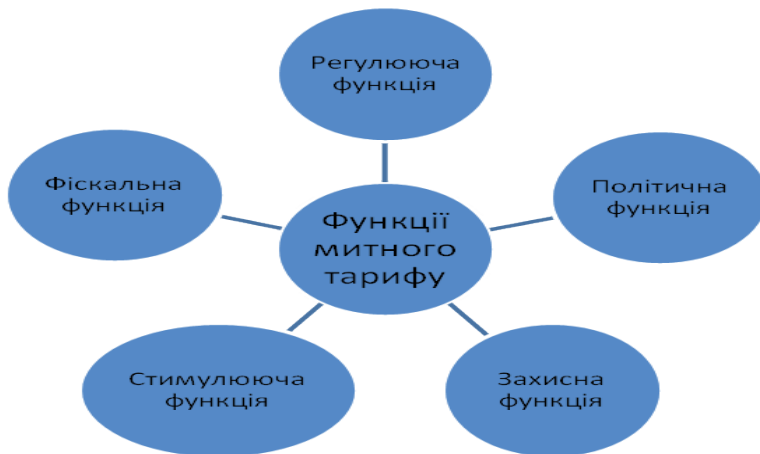 Регулююча
функція
Фіскальна
функція
Політична
функція
Функції
митного
тарифу
Стимулююча
функція
Захисна
функція